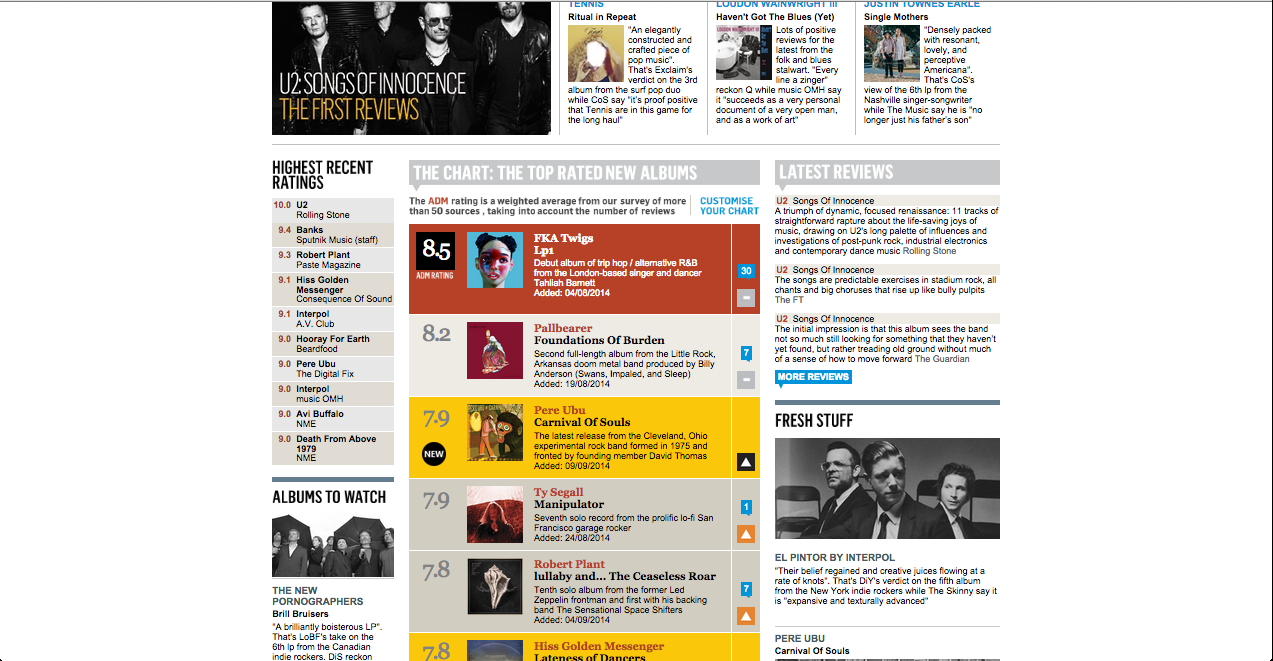 U2: SONGS OF INNOCENCE
THE FIRST REVIEWS
TENNIS
Ritual in Repeat
"An elegantly
constructed and
crafted piece of
pop music".
That's Exclaim's
verdict on the 3rd
album from the surf pop duo
while CoS say "it's proof positive
that Tennis are in this game for
the long haul"
LOUDON WAINWRIGHT III
Haven't Got The Blues (Yet)
Lots of positive
reviews for the
latest from the
folk and blues
stalwart. "Every
line a zinger"
reckon Q while music OMH say
it "succeeds as a very personal
document of a very open man,
and as a work of art"
JUSTIN TOWNES EARLE
Single Mothers
"Densely packed
with resonant,
lovely, and
perceptive
Americana".
That's CoS's
view of the 6th lp from the
Nashville singer-songwriter
while The Music say he is "no
longer just his father's son"
HIGHEST RECENT
RATINGS
10.0 U2
Rolling Stone
9.4 Banks
Sputnik Music (staff)
9.3 Robert Plant
Paste Magazine
9.1 Hiss Golden
Messenger
Consequence Of Sound
9.1 Interpol
A.V. Club
9.0 Hooray For Earth
Beardfood
9.0 Pere Ubu
The Digital Fix
9.0 Interpol
music OMH
9.0 Avi Buffalo
NME
9.0 Death From Above
1979
NME
ALBUMS TO WATCH
THE NEW
PORNOGRAPHERS
Brill Bruisers
"A brilliantly boisterous LP".
That's LoBF's take on the
6th lp from the Canadian
indie rockers. DiS reckon
THE CHART: THE TOP RATED NEW ALBUMS
The ADM rating is a weighted average from our survey of more
than 50 sources , taking into account the number of reviews
CUSTOMISE
YOUR CHART
8.5
ADM RATING
FKA Twigs
Lp1
Debut album of trip hop / alternative R&B
from the London-based singer and dancer
Tahliah Barnett
Added: 04/08/2014
30
8.2
Pallbearer
Foundations Of Burden
Second full-length album from the Little Rock,
Arkansas doom metal band produced by Billy
Anderson (Swans, Impaled, and Sleep)
Added: 19/08/2014
7
7.9
NEW
Pere Ubu
Carnival Of Souls
The latest release from the Cleveland, Ohio
experimental rock band formed in 1975 and
fronted by founding member David Thomas
Added: 09/09/2014
7.9
Ty Segall
Manipulator
Seventh solo record from the prolific lo-fi San
Francisco garage rocker
Added: 24/08/2014
1
7.8
Robert Plant
lullaby and... The Ceaseless Roar
Tenth solo album from the former Led
Zeppelin frontman and first with his backing
band The Sensational Space Shifters
Added: 04/09/2014
7
7.8
Hiss Golden Messenger
Lateness of Dancers
LATEST REVIEWS
U2 Songs Of Innocence
A triumph of dynamic, focused renaissance: 11 tracks of
straightforward rapture about the life-saving joys of
music, drawing on U2's long palette of influences and
investigations of post-punk rock, industrial electronics
and contemporary dance music Rolling Stone
U2 Songs Of Innocence
The songs are predictable exercises in stadium rock, all
chants and big choruses that rise up like bully pulpits
The FT
U2 Songs Of Innocence
The initial impression is that this album sees the band
not so much still looking for something that they haven't
yet found, but rather treading old ground without much
of a sense of how to move forward The Guardian
MORE REVIEWS
FRESH STUFF
EL PINTOR BY INTERPOL
"Their belief regained and creative juices flowing at a
rate of knots". That's DiY's verdict on the fifth album
from the New York indie rockers while The Skinny say it
is "expansive and texturally advanced"
PERE UBU
Carnival Of Souls